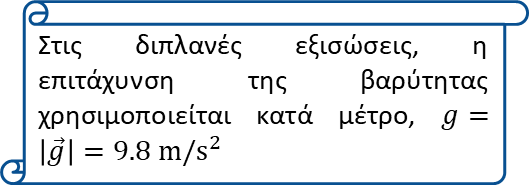 Στις διπλανές εξισώσεις, η
επιτάχυνση της βαρύτητας
χρησιμοποιείται κατά μέτρο, g =
|g⃗| = 9.8 m/s²